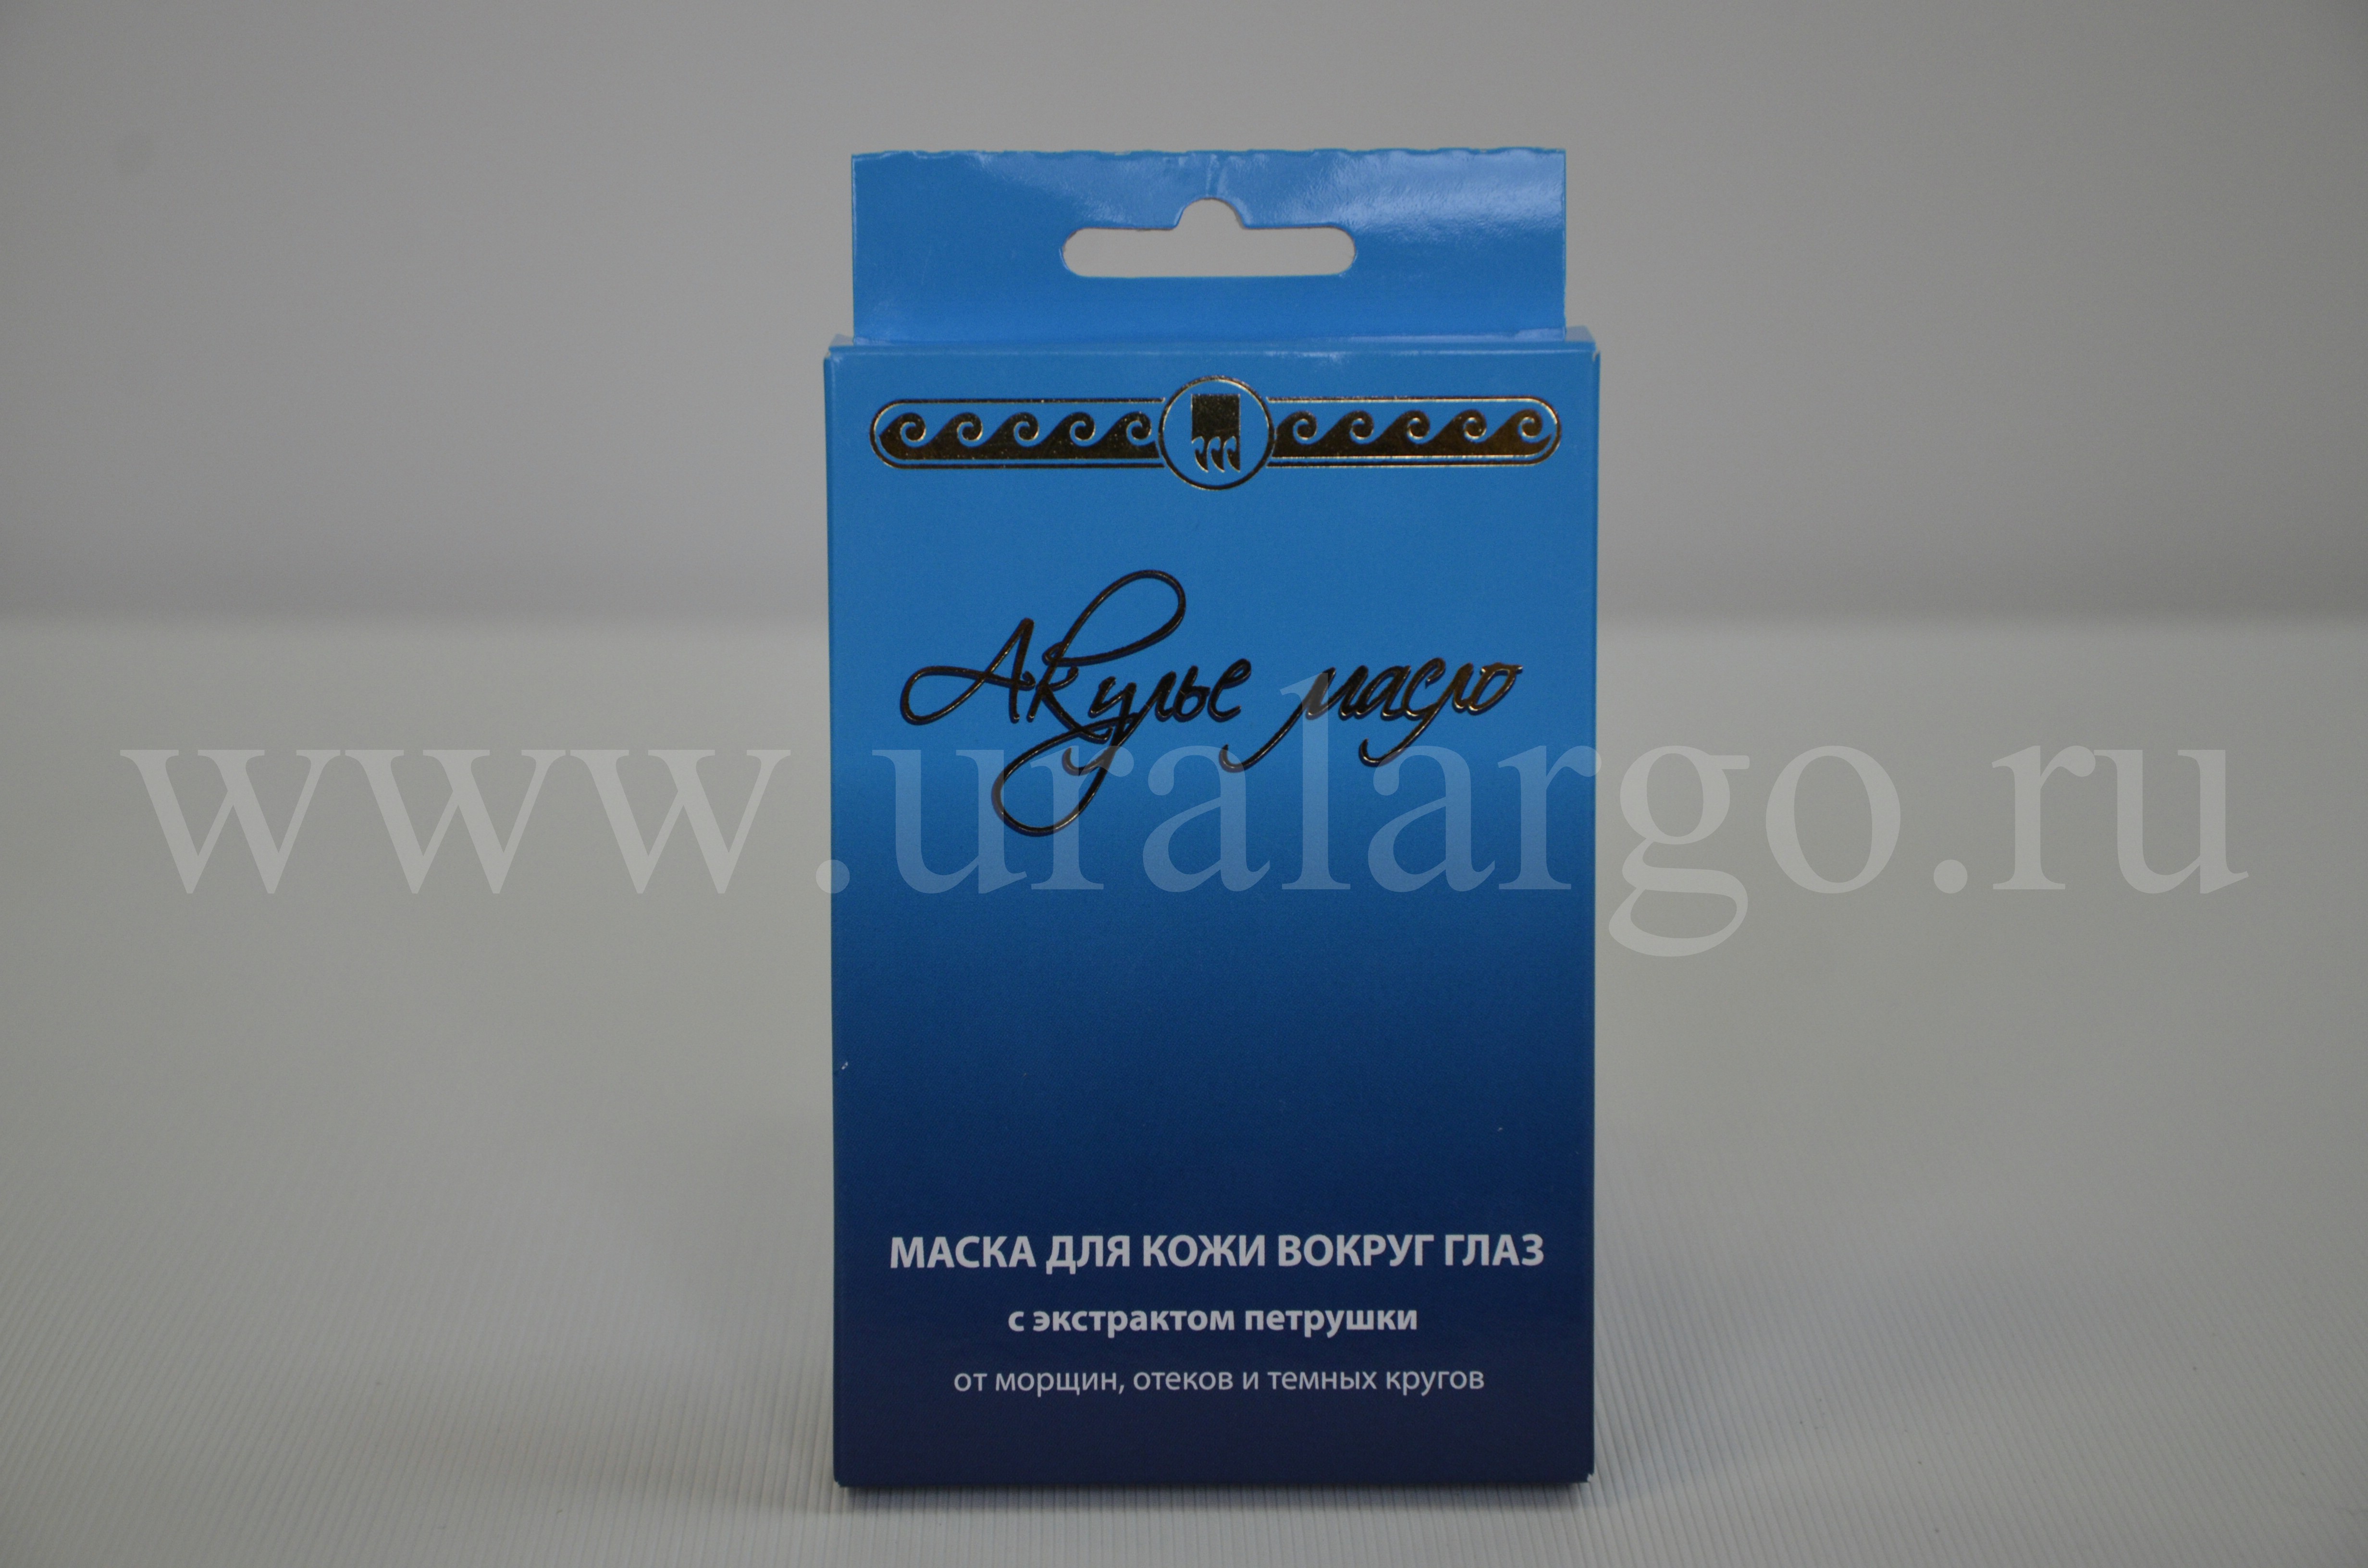 Акулье масло
www.uralargo.ru
МАСКА ДЛЯ КОЖИ ВОКРУГ ГЛАЗ
с экстрактом петрушки
от морщин, отеков и темных кругов